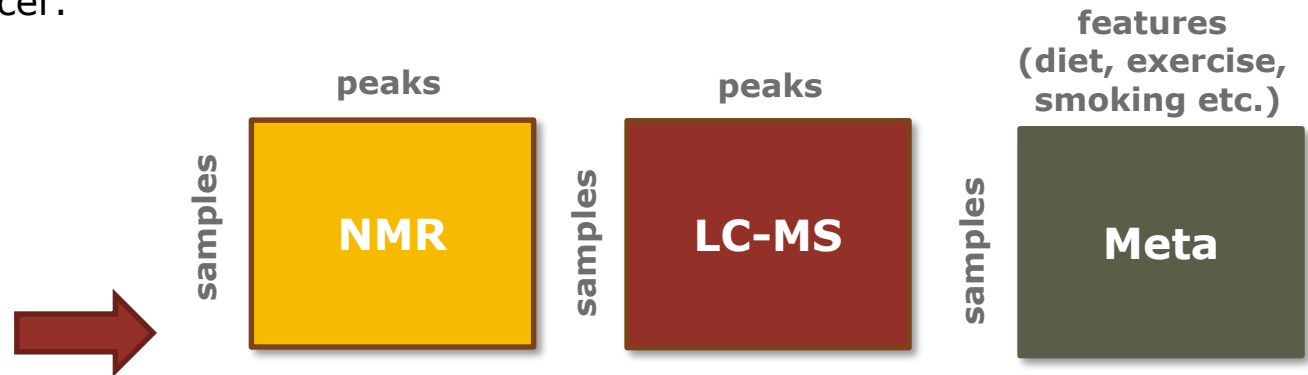 peaks
samples
NMR
peaks
samples
LC-MS
features
(diet, exercise,
smoking etc.)
samples
Meta